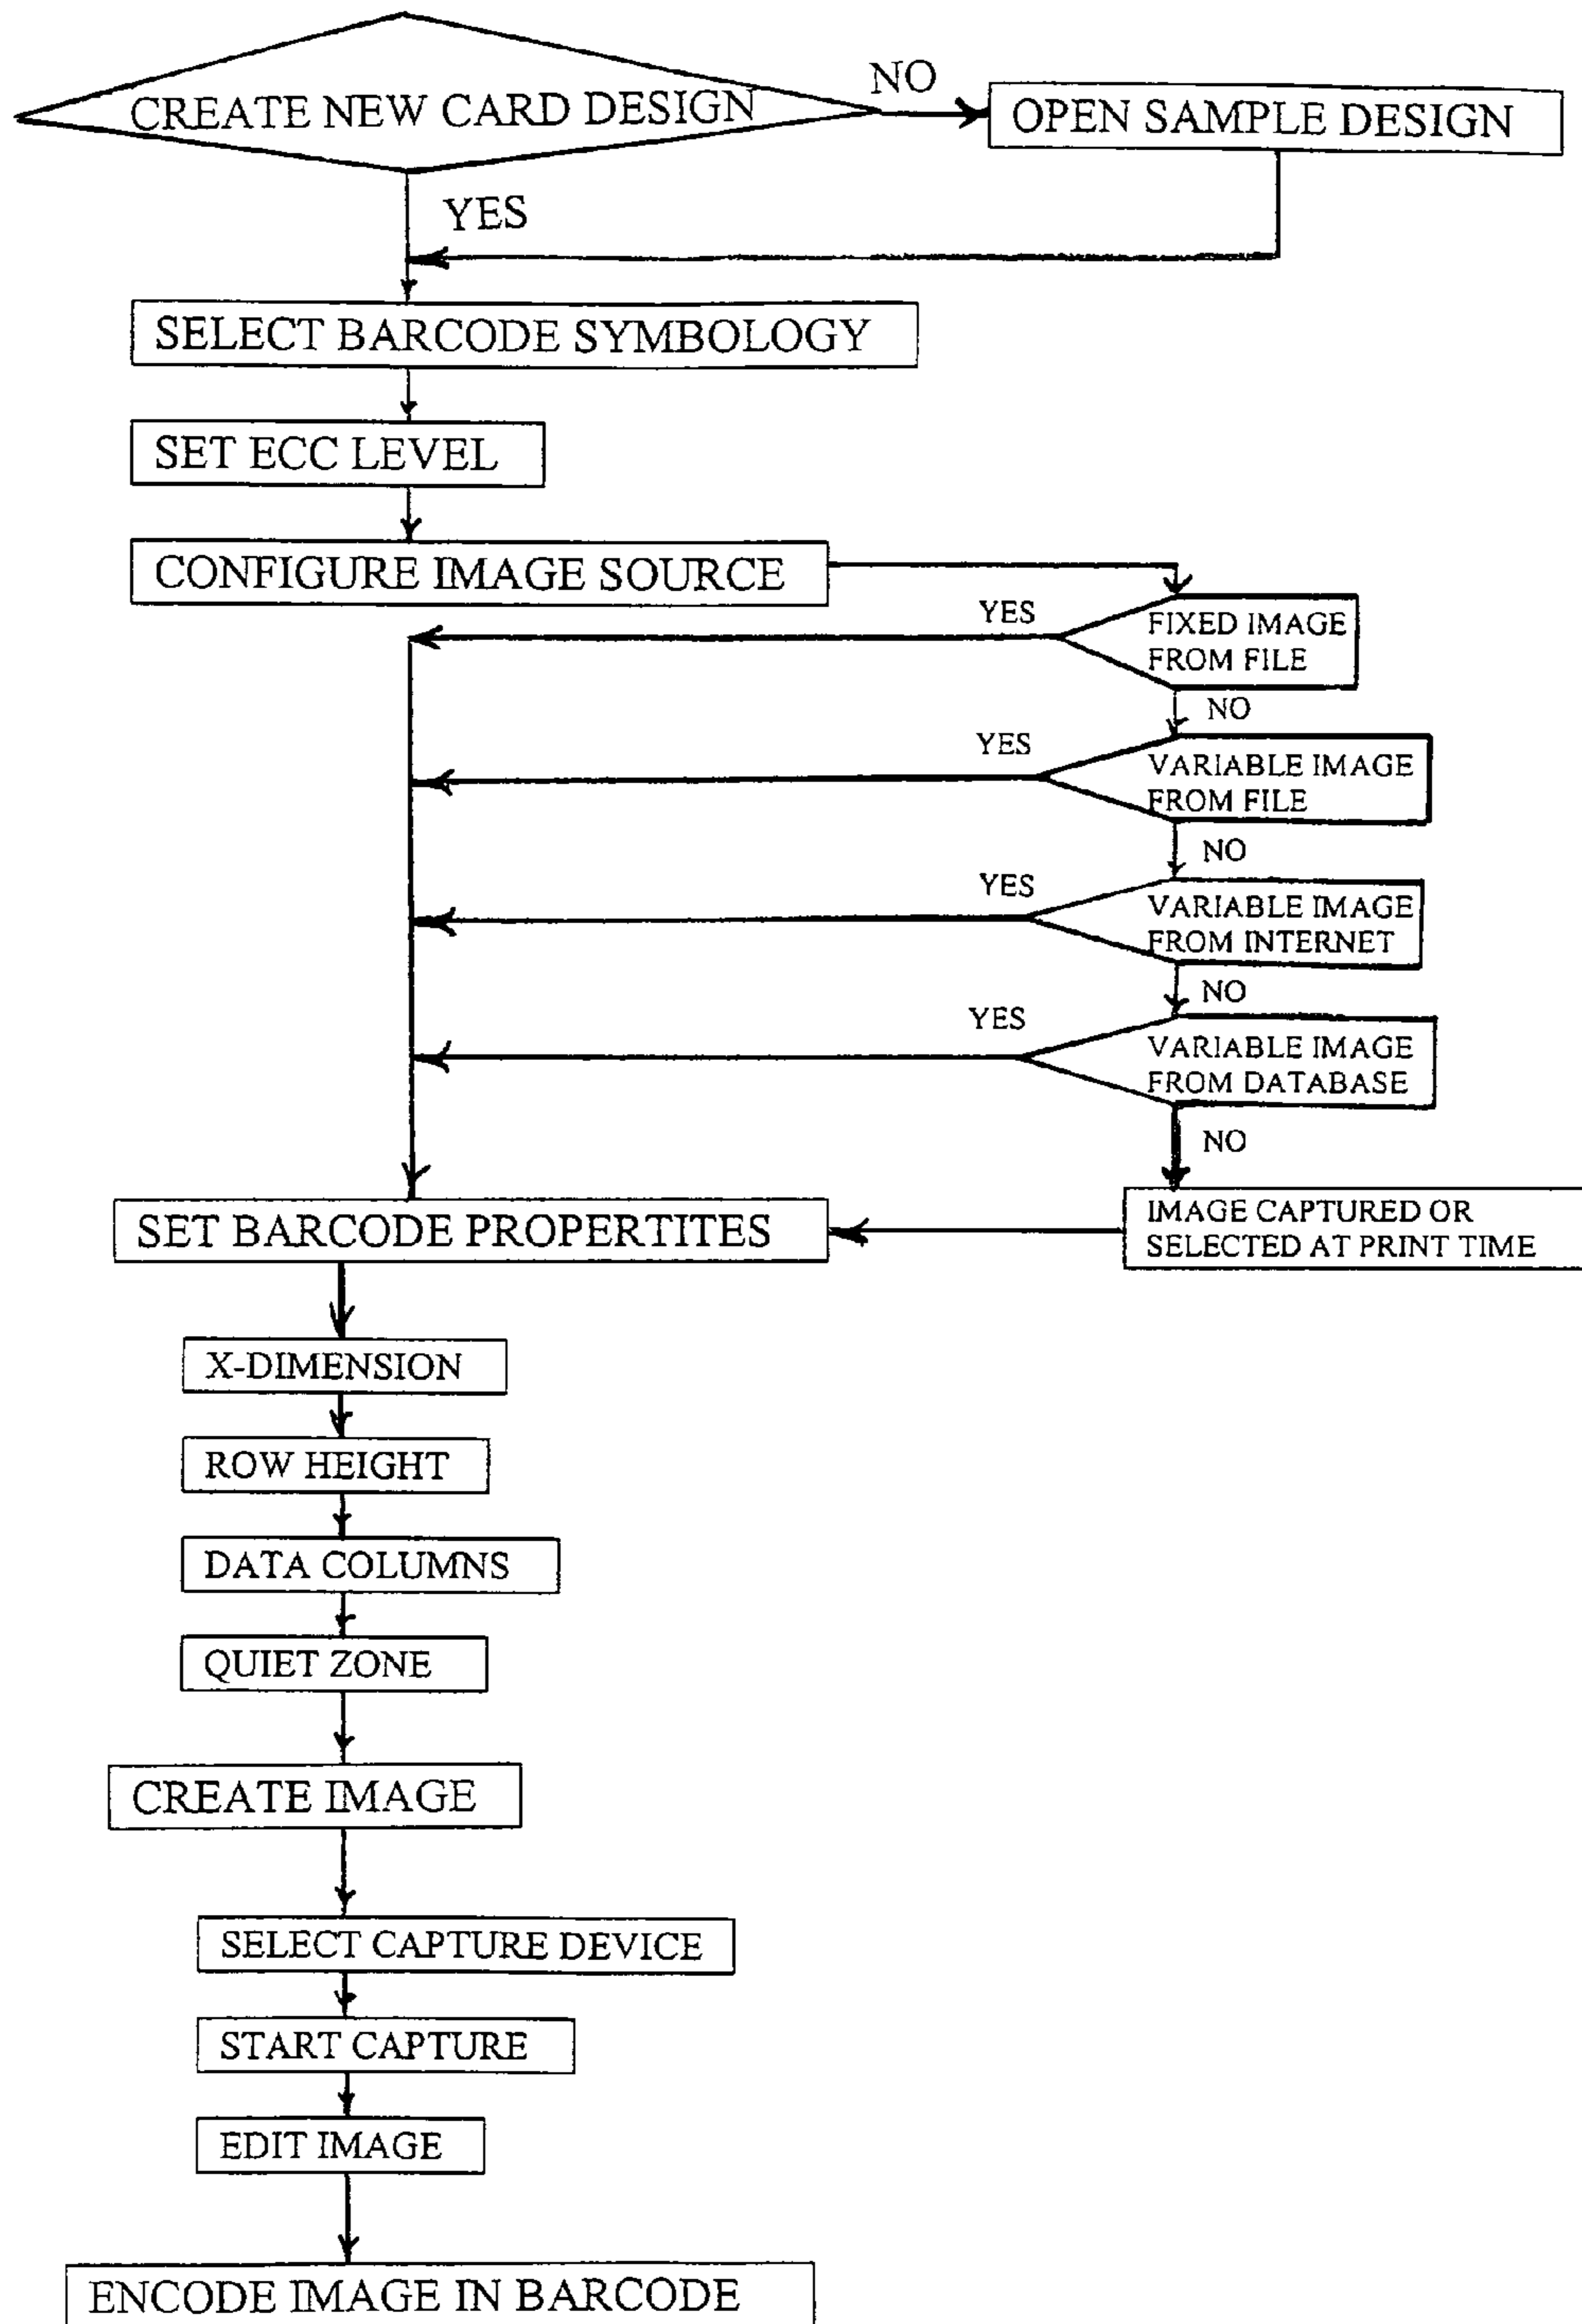 CREATE NEW CARD DESIGN
NO
OPEN SAMPLE DESIGN
YES
SELECT BARCODE SYMBOLOGY
SET ECC LEVEL
CONFIGURE IMAGE SOURCE
YES
FIXED IMAGE
FROM FILE
NO
YES
VARIABLE IMAGE
FROM FILE
NO
YES
VARIABLE IMAGE
FROM INTERNET
NO
YES
VARIABLE IMAGE
FROM DATABASE
NO
SET BARCODE PROPERTITES
IMAGE CAPTURED OR
SELECTED AT PRINT TIME
X-DIMENSION
ROW HEIGHT
DATA COLUMNS
QUIET ZONE
CREATE IMAGE
SELECT CAPTURE DEVICE
START CAPTURE
EDIT IMAGE
ENCODE IMAGE IN BARCODE